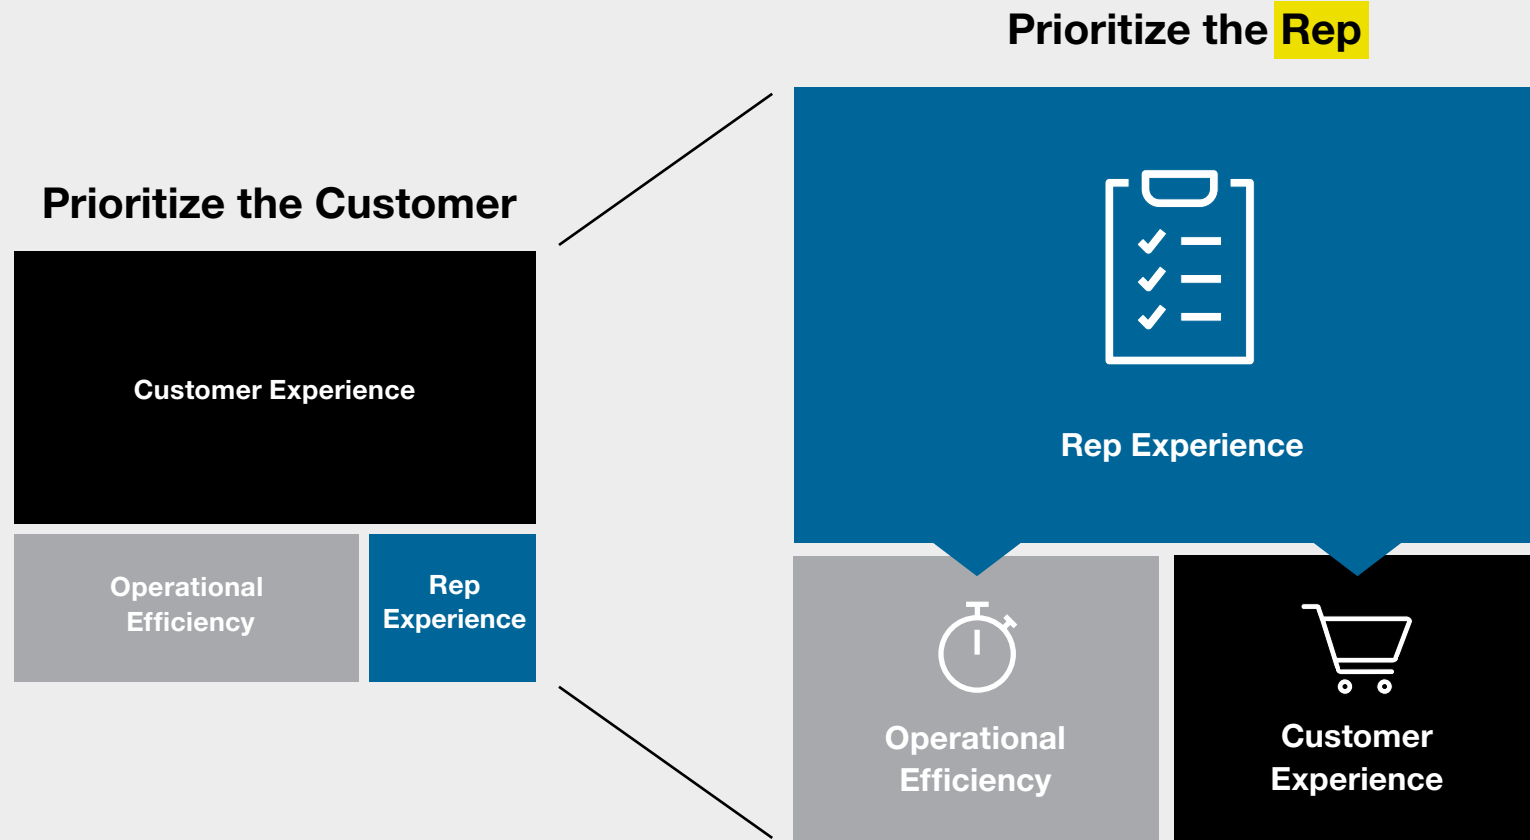 Prioritize the Customer
Customer Experience
Operational
Efficiency
Rep
Experience
Prioritize the Rep
Rep Experience
Operational
Efficiency
Customer
Experience